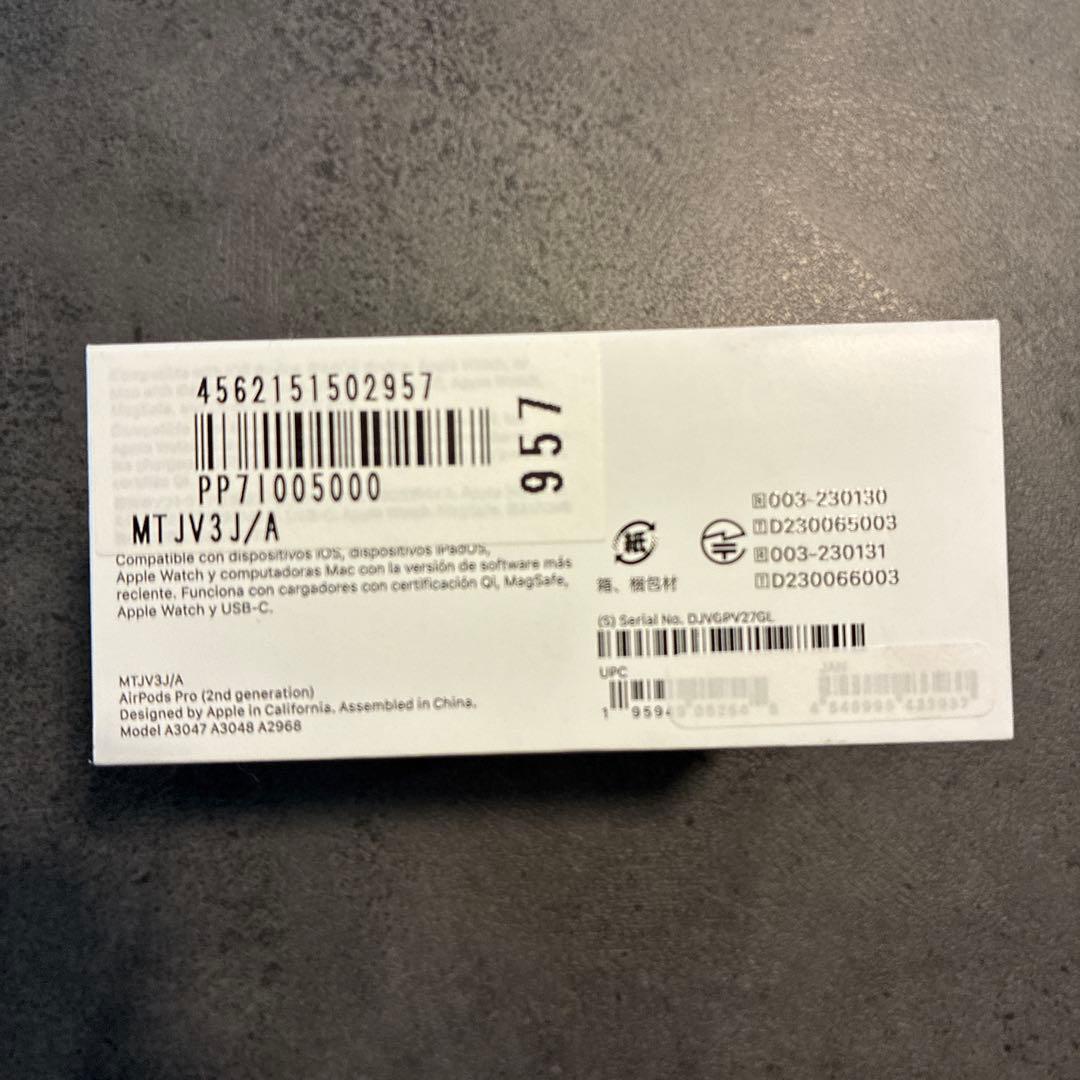 4562151502957
PP71005000
957
MTJV3J/A
Compatible con dispositivos iOS, dispositivos iPadOS,
Apple Watch y computadoras Mac con la versión de software más
reciente. Funciona con cargadores con certificación Qi, MagSafe,
Apple Watch y USB-C.
MTJV3J/A
AirPods Pro (2nd generation)
Designed by Apple in California. Assembled in China.
Model A3047 A3048 A2968
紙
箱、梱包材
R 003-230130
T D230065003
R 003-230131
T D230066003
(S) Serial No. DJVGPV27GL
UPC
JAN
1 9594